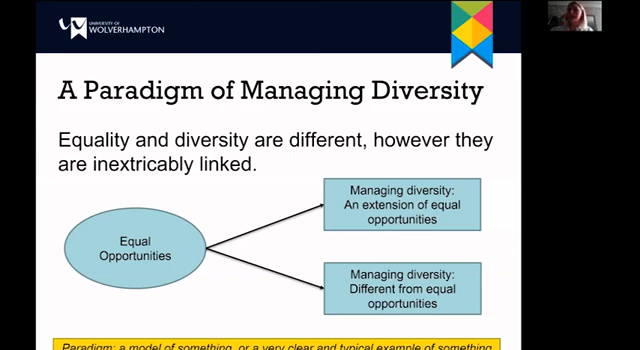 UNIVERSITY OF
WOLVERHAMPTON
A Paradigm of Managing Diversity
Equality and diversity are different, however they
are inextricably linked.
Equal
Opportunities
Managing diversity:
An extension of equal
opportunities
Managing diversity:
Different from equal
opportunities
Paradigm: a model of something, or a very clear and typical example of something